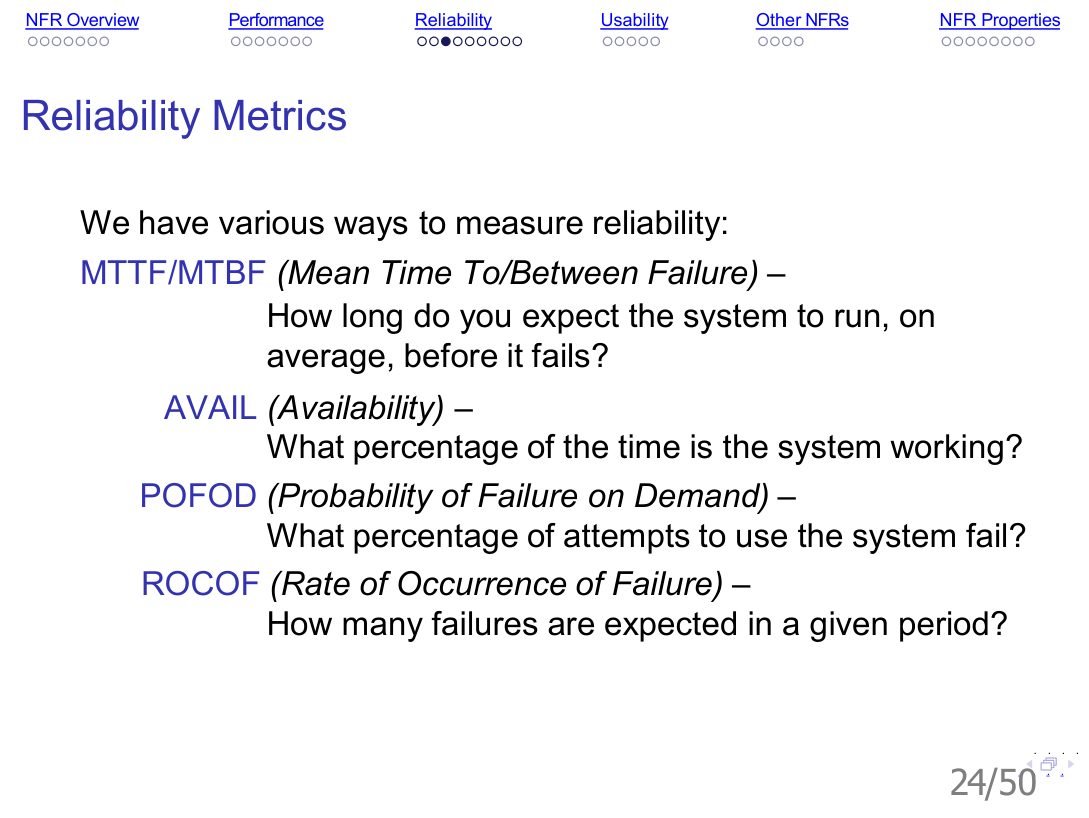 NFR Overview Performance Reliability Usability Other NFRs NFR Properties
Reliability Metrics
We have various ways to measure reliability:
MTTF/MTBF (Mean Time To/Between Failure) –
How long do you expect the system to run, on
average, before it fails?
AVAIL (Availability) –
What percentage of the time is the system working?
POFOD (Probability of Failure on Demand) –
What percentage of attempts to use the system fail?
ROCOF (Rate of Occurrence of Failure) –
How many failures are expected in a given period?
24/50